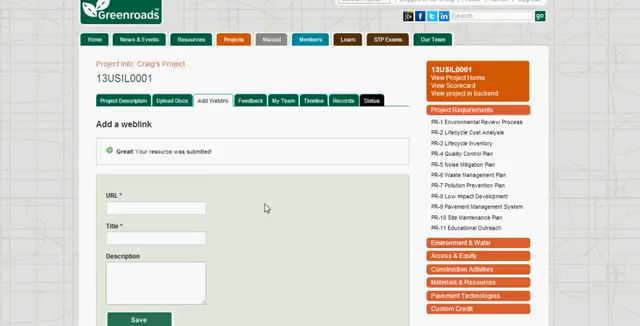 Greenroads
Search
go
Home
News & Events
Resources
Projects
Manual
Members
Learn
STP Exams
Our Team
Project Info: Craig's Project
13USIL0001
Project Description
Upload Docs
Add Weblink
Feedback
My Team
Timeline
Records
Status
Add a weblink
Great! Your resource was submitted!
URL *
Title *
Description
Save
13USIL0001
View Project Home
View Scorecard
View project in backend
Project Requirements
PR-1 Environmental Review Process
PR-2 Lifecycle Cost Analysis
PR-3 Lifecycle Inventory
PR-4 Quality Control Plan
PR-5 Noise Mitigation Plan
PR-6 Waste Management Plan
PR-7 Pollution Prevention Plan
PR-8 Low Impact Development
PR-9 Pavement Management System
PR-10 Site Maintenance Plan
PR-11 Educational Outreach
Environment & Water
Access & Equity
Construction Activities
Materials & Resources
Pavement Technologies
Custom Credit